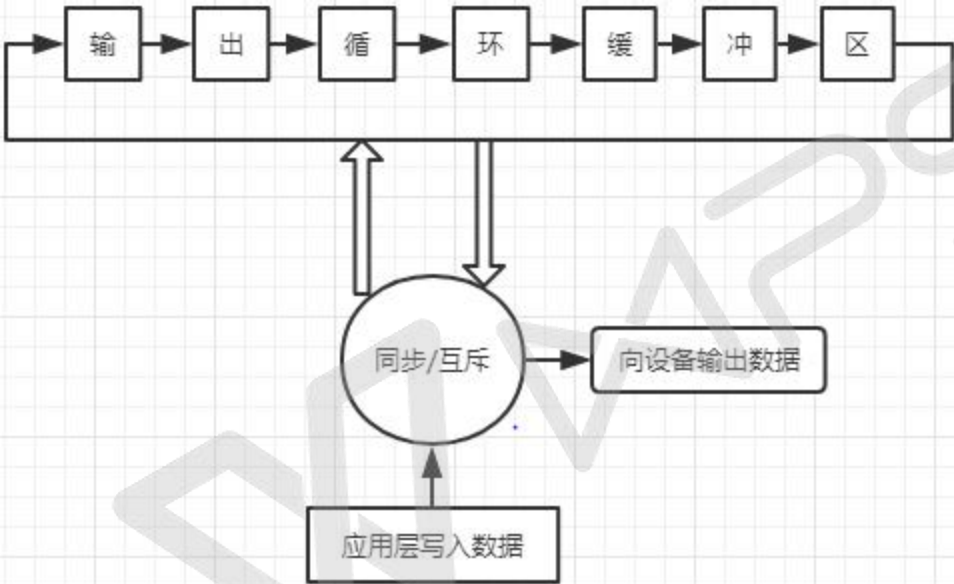 输 出 循 环 缓 冲 区
同步/互斥
向设备输出数据
应用层写入数据